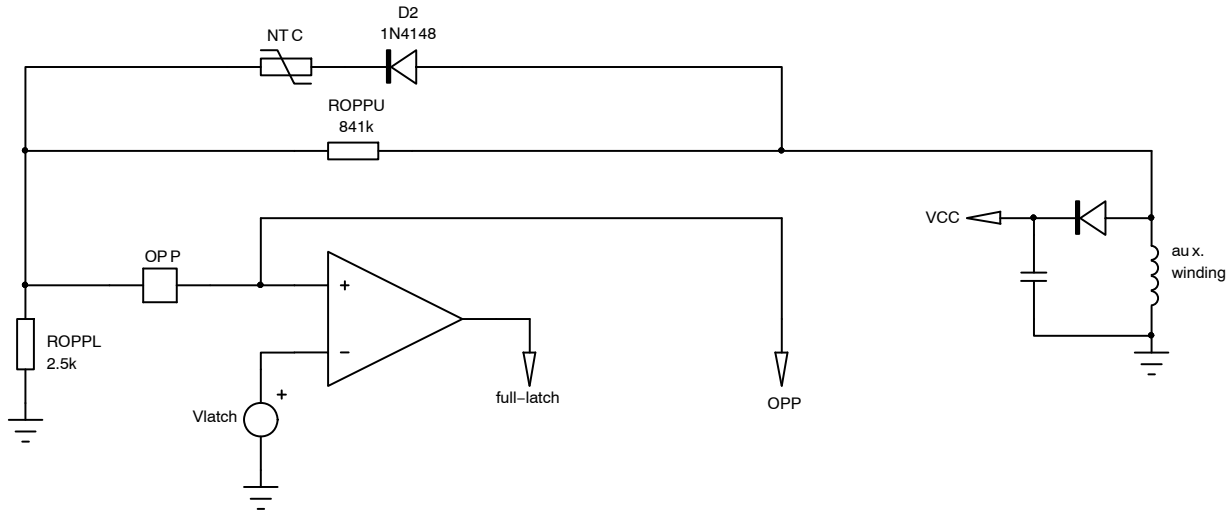 D2
1N4148
NTC
ROPPU
841k
VCC
aux.
winding
OPP
+
−
ROPPL
2.5k
+
Vlatch
full−latch
OPP